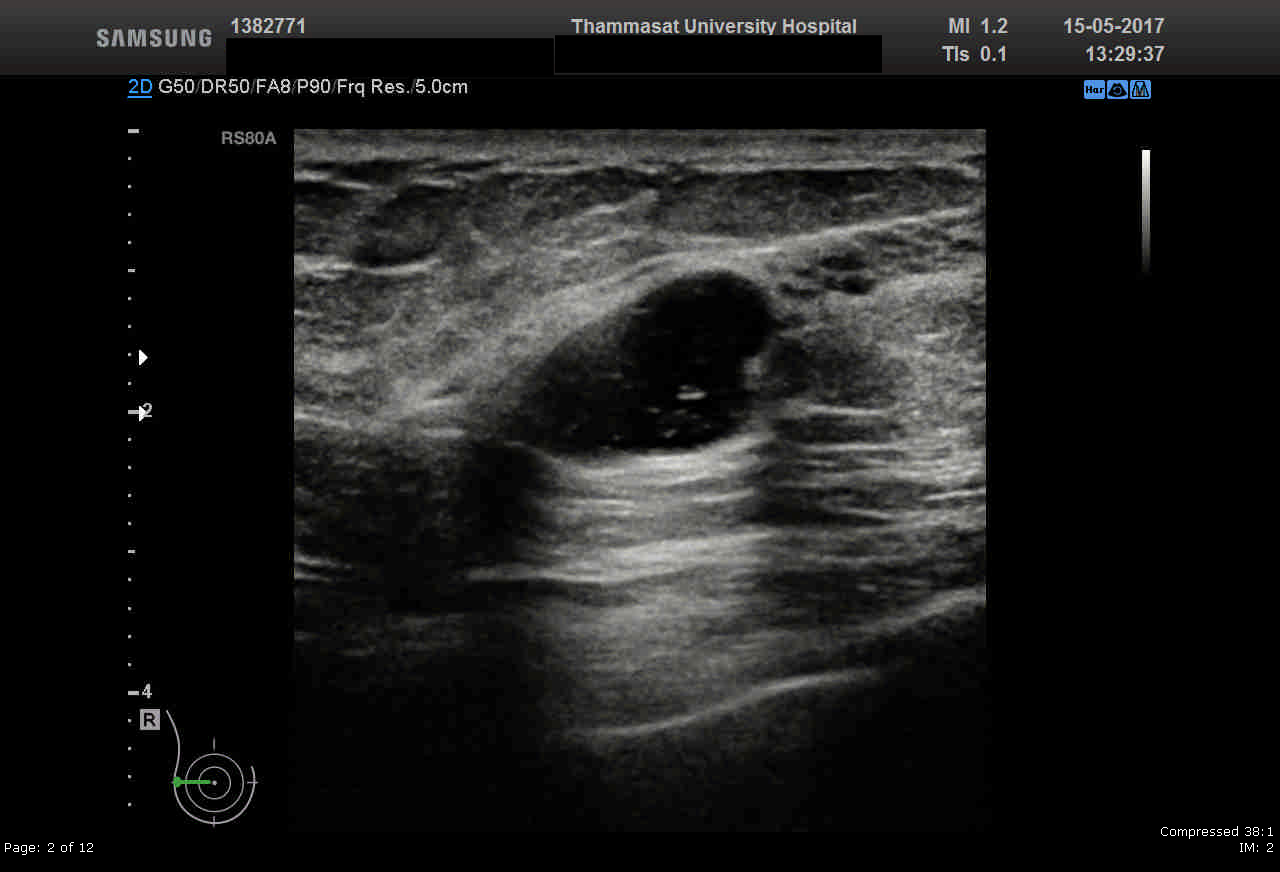 SAMSUNG 1382771 Thammasat University Hospital MI 1.2 15-05-2017
TIs 0.1 13:29:37
2D G50/DR50/FA8/P90/Frq Res./5.0cm
Har
RS80A
2
4
R
Compressed 38:1
Page: 2 of 12 IM: 2